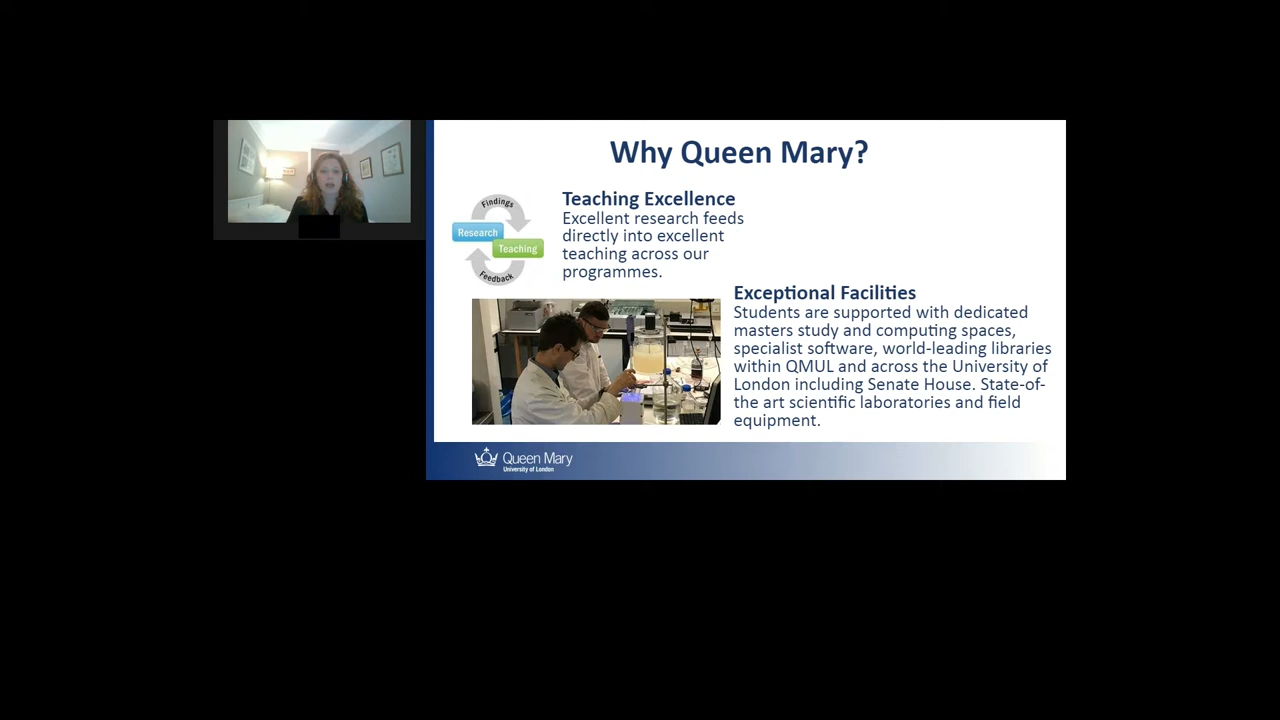 Why Queen Mary?
Teaching Excellence
Excellent research feeds
directly into excellent
teaching across our
programmes.
Findings
Research
Teaching
Feedback
Exceptional Facilities
Students are supported with dedicated
masters study and computing spaces,
specialist software, world-leading libraries
within QMUL and across the University of
London including Senate House. State-of-
the art scientific laboratories and field
equipment.
Queen Mary
University of London